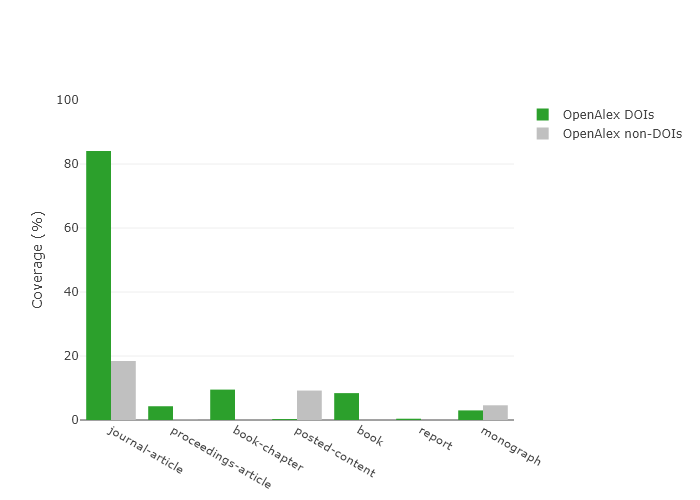 100
80
60
40
20
0
Coverage (%)
journal-article
proceedings-article
book-chapter
posted-content
book
report
monograph
OpenAlex DOIs
OpenAlex non-DOIs